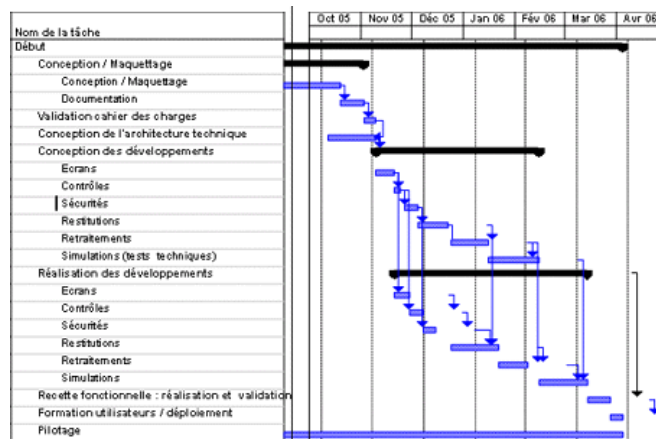 Oct 05 Nov 05 Déc 05 Jan 06 Fév 06 Mar 06 Avr 06
Nom de la tâche
Début
Conception / Maquettage
Conception / Maquettage
Documentation
Validation cahier des charges
Conception de l'architecture technique
Conception des développements
Ecrans
Contrôles
Sécurités
Restitutions
Retraitements
Simulations (tests techniques)
Réalisation des développements
Ecrans
Contrôles
Sécurités
Restitutions
Retraitements
Simulations
Recette fonctionnelle : réalisation et validation
Formation utilisateurs / déploiement
Pilotage